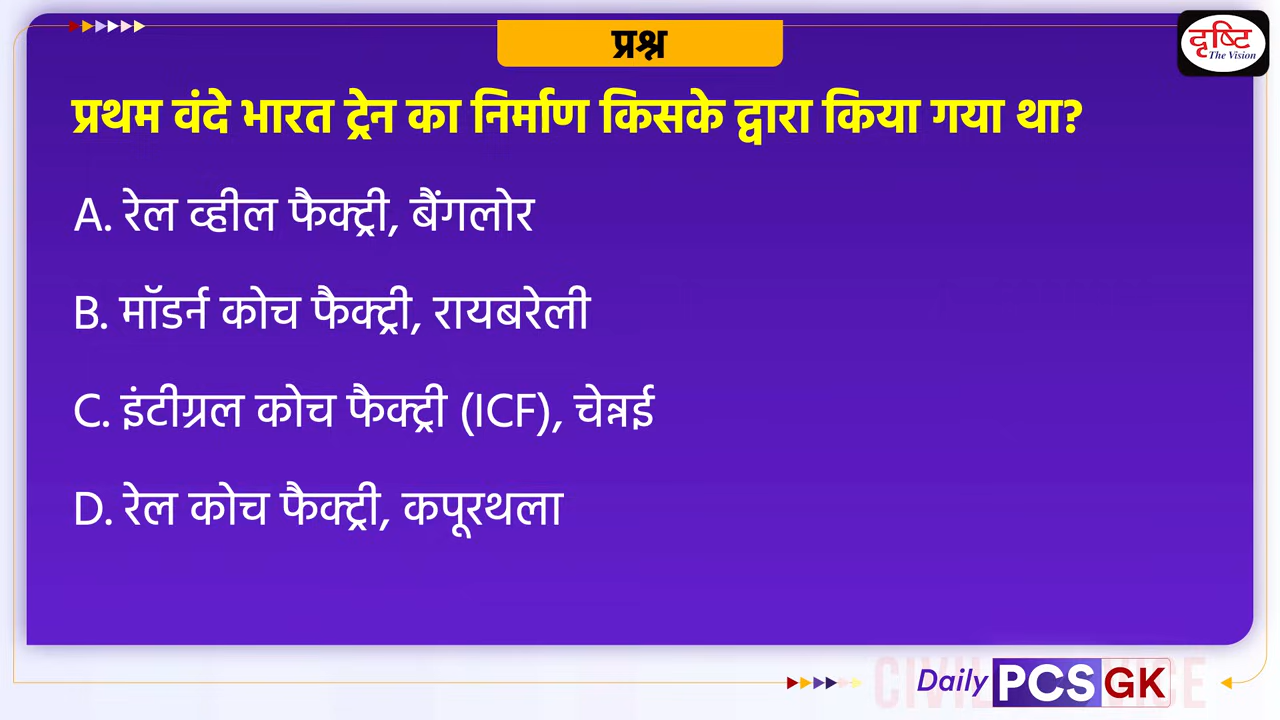 प्रश्न
दृष्टि
The Vision
प्रथम वंदे भारत ट्रेन का निर्माण किसके द्वारा किया गया था?
A. रेल व्हील फैक्ट्री, बैंगलोर
B. मॉडर्न कोच फैक्ट्री, रायबरेली
C. इंटीग्रल कोच फैक्ट्री (ICF), चेन्नई
D. रेल कोच फैक्ट्री, कपूरथला
Daily PCS GK